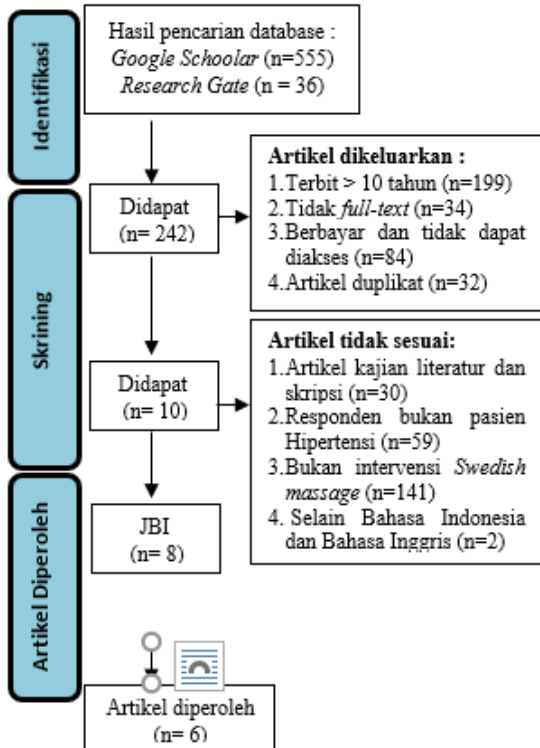 Identifikasi
Hasil pencarian database :
Google Schoolar (n=555)
Research Gate (n = 36)
Artikel dikeluarkan :
1.Terbit > 10 tahun (n=199)
2.Tidak full-text (n=34)
3.Berbayar dan tidak dapat
diakses (n=84)
4.Artikel duplikat (n=32)
Skrining
Didapat
(n= 242)
Artikel tidak sesuai:
1.Artikel kajian literatur dan
skripsi (n=30)
2.Responden bukan pasien
Hipertensi (n=59)
3.Bukan intervensi Swedish
massage (n=141)
4. Selain Bahasa Indonesia
dan Bahasa Inggris (n=2)
Didapat
(n= 10)
Artikel Diperoleh
JBI
(n= 8)
Artikel diperoleh
(n= 6)